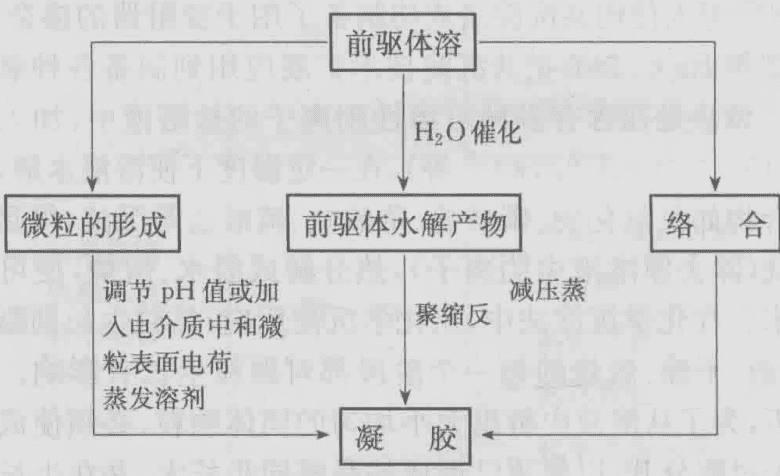 前驱体溶
H₂O 催化
微粒的形成
前驱体水解产物
络 合
调节 pH 值或加
入电介质中和微
粒表面电荷
蒸发溶剂
聚缩反
减压蒸
凝 胶